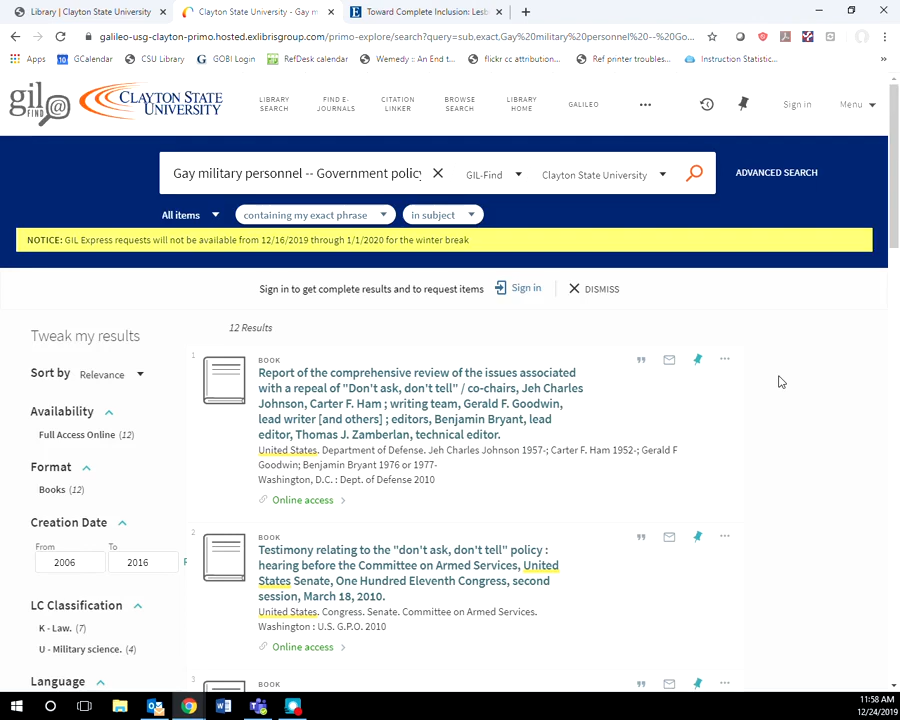 Library | Clayton State University
Clayton State University - Gay m
Toward Complete Inclusion: Lesb
galileo-usg-clayton-primo.hosted.exlibrisgroup.com/primo-explore/search?query=sub,exact,Gay%20military%20personnel%20--%20Go...
Apps
GCalendar
CSU Library
GOBI Login
RefDesk calendar
Wemedy :: An End t...
flickr cc attribution...
Ref printer troubles...
Instruction Statistic...
gil
FIND
@
CLAYTON STATE
UNIVERSITY
LIBRARY
SEARCH
FIND E-
JOURNALS
CITATION
LINKER
BROWSE
SEARCH
LIBRARY
HOME
GALILEO
Sign in
Menu
Gay military personnel -- Government policy
GIL-Find
Clayton State University
ADVANCED SEARCH
All items
containing my exact phrase
in subject
NOTICE: GIL Express requests will not be available from 12/16/2019 through 1/1/2020 for the winter break
Sign in to get complete results and to request items
Sign in
DISMISS
Tweak my results
Sort by Relevance
Availability
Full Access Online (12)
Format
Books (12)
Creation Date
From
To
2006
2016
LC Classification
K - Law. (7)
U - Military science. (4)
Language
12 Results
1
BOOK
Report of the comprehensive review of the issues associated
with a repeal of "Don't ask, don't tell" / co-chairs, Jeh Charles
Johnson, Carter F. Ham ; writing team, Gerald F. Goodwin,
lead writer [and others] ; editors, Benjamin Bryant, lead
editor, Thomas J. Zamberlan, technical editor.
United States. Department of Defense. Jeh Charles Johnson 1957-; Carter F. Ham 1952-; Gerald F
Goodwin; Benjamin Bryant 1976 or 1977-
Washington, D.C. : Dept. of Defense 2010
Online access
2
BOOK
Testimony relating to the "don't ask, don't tell" policy :
hearing before the Committee on Armed Services, United
States Senate, One Hundred Eleventh Congress, second
session, March 18, 2010.
United States. Congress. Senate. Committee on Armed Services.
Washington : U.S. G.P.O. 2010
Online access
3
BOOK
11:58 AM
12/24/2019